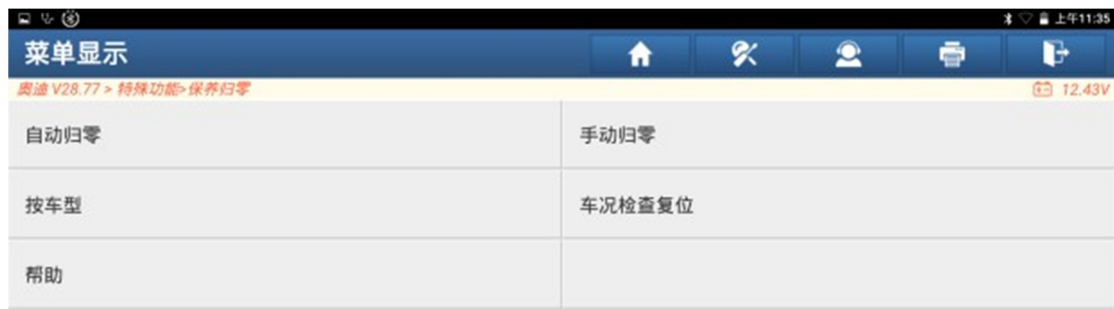 上午11:35
菜单显示
奥迪 V28.77 > 特殊功能>保养归零 12.43V
自动归零 手动归零
按车型 车况检查复位
帮助